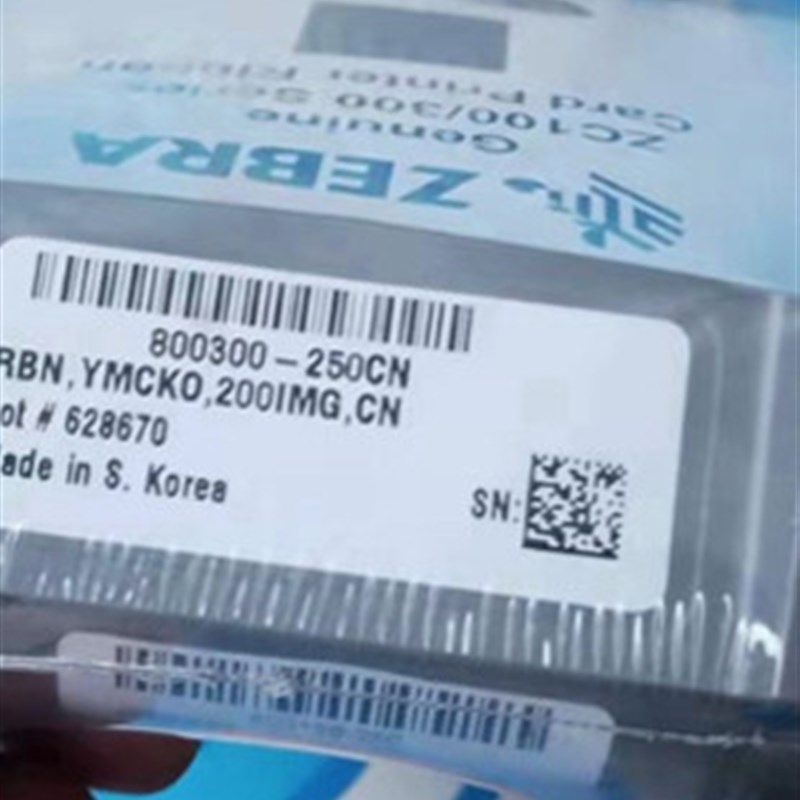 ZEBRA
Genuine
ZC100/300 Series
Card Printer Ribbon
800300-250CN
RBN,YMCKO,200IMG,CN
ot # 628670
ade in S. Korea
SN: